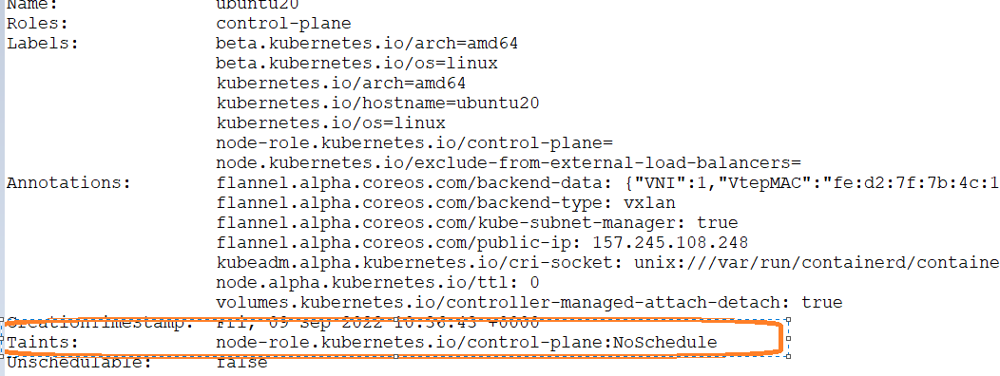 Name: ubuntu20
Roles: control-plane
Labels: beta.kubernetes.io/arch=amd64
beta.kubernetes.io/os=linux
kubernetes.io/arch=amd64
kubernetes.io/hostname=ubuntu20
kubernetes.io/os=linux
node-role.kubernetes.io/control-plane=
node.kubernetes.io/exclude-from-external-load-balancers=
Annotations: flannel.alpha.coreos.com/backend-data: {"VNI":1,"VtepMAC":"fe:d2:7f:7b:4c:1
flannel.alpha.coreos.com/backend-type: vxlan
flannel.alpha.coreos.com/kube-subnet-manager: true
flannel.alpha.coreos.com/public-ip: 157.245.108.248
kubeadm.alpha.kubernetes.io/cri-socket: unix:///var/run/containerd/containe
node.alpha.kubernetes.io/ttl: 0
volumes.kubernetes.io/controller-managed-attach-detach: true
CreationTimestamp: Fri, 09 Sep 2022 10:36:43 +0000
Taints: node-role.kubernetes.io/control-plane:NoSchedule
Unschedulable: false